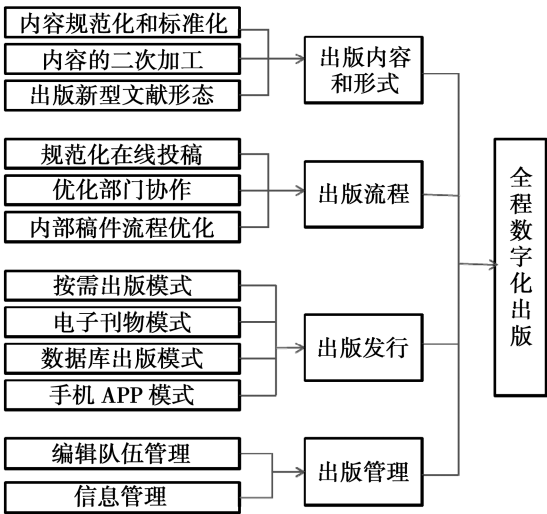 内容规范化和标准化
内容的二次加工
出版新型文献形态
出版内容
和形式
规范化在线投稿
优化部门协作
内部稿件流程优化
出版流程
按需出版模式
电子刊物模式
数据库出版模式
手机 APP 模式
出版发行
编辑队伍管理
信息管理
出版管理
全程数字化出版